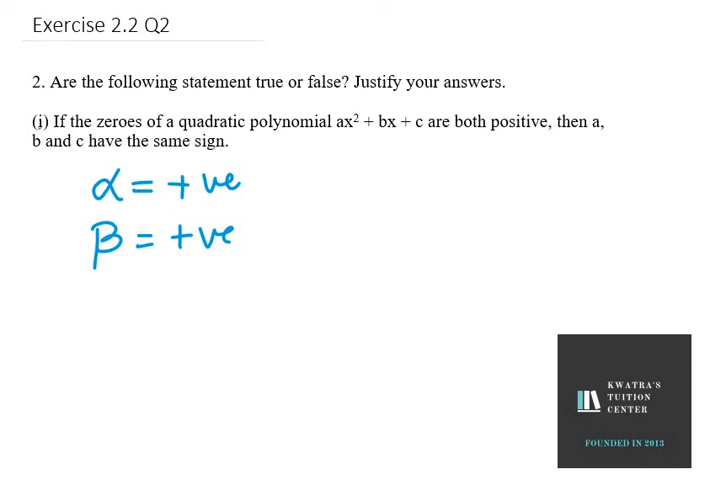 Exercise 2.2 Q2
2. Are the following statement true or false? Justify your answers.
(i) If the zeroes of a quadratic polynomial ax² + bx + c are both positive, then a,
b and c have the same sign.
α = + ve
β = +ve
KWATRA'S
TUITION
CENTER
FOUNDED IN 2013